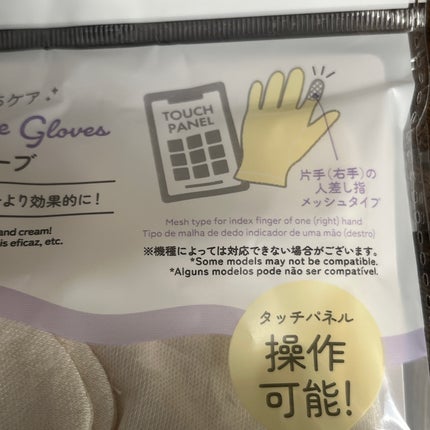 ケア
Gloves
ーブ
より効果的に!
and cream!
is eficaz, etc.
TOUCH
PANEL
片手(右手)の
人差し指
メッシュタイプ
Mesh type for index finger of one (right) hand
Tipo de malha de dedo indicador de uma mão (destro)
※機種によっては対応できない場合がございます。
*Some models may not be compatible.
*Alguns modelos pode não ser compatível.
タッチパネル
操作
可能!